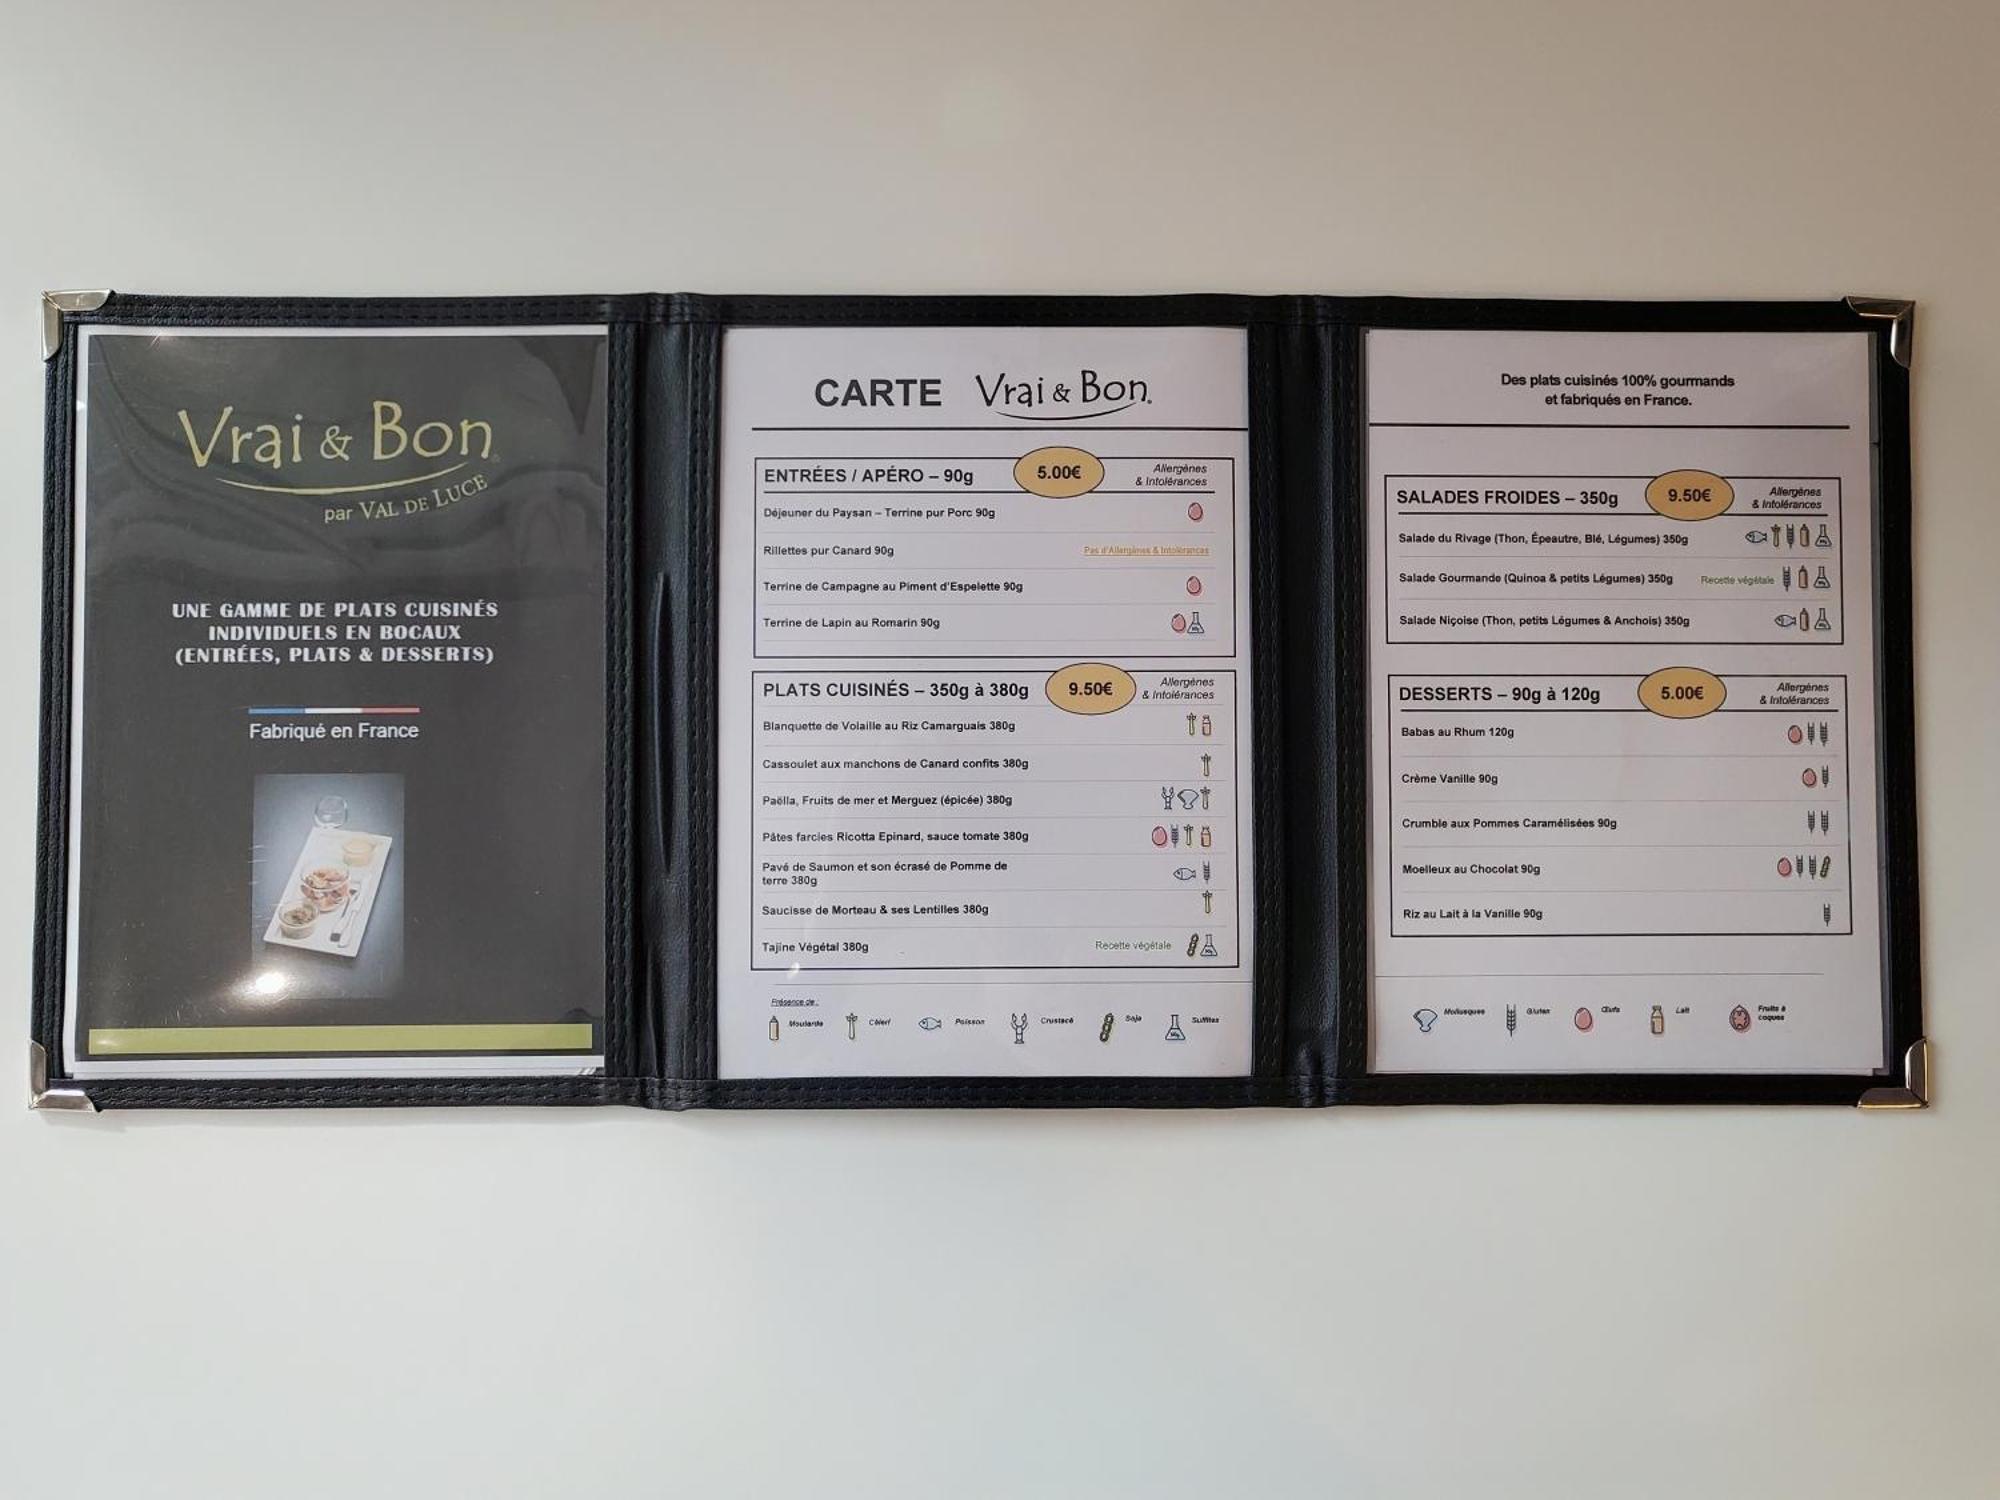 Vrai & Bon
par VAL DE LUCE
UNE GAMME DE PLATS CUISINÉS
INDIVIDUELS EN BOCAUX
(ENTRÉES, PLATS & DESSERTS)
Fabriqué en France
CARTE Vrai & Bon
ENTRÉES / APÉRO – 90g 5.00€ Allergènes
& Intolérances
Déjeuner du Paysan – Terrine pur Porc 90g
Rillettes pur Canard 90g Pas d'Allergènes & Intolérances
Terrine de Campagne au Piment d'Espelette 90g
Terrine de Lapin au Romarin 90g
PLATS CUISINÉS – 350g à 380g 9.50€ Allergènes
& Intolérances
Blanquette de Volaille au Riz Camarguais 380g
Cassoulet aux manchons de Canard confits 380g
Paëlla, Fruits de mer et Merguez (épicée) 380g
Pâtes farcies Ricotta Epinard, sauce tomate 380g
Pavé de Saumon et son écrasé de Pomme de
terre 380g
Saucisse de Morteau & ses Lentilles 380g
Tajine Végétal 380g Recette végétale
Présence de :
Moutarde Céleri Poisson Crustacé Soja Sulfites
Des plats cuisinés 100% gourmands
et fabriqués en France.
SALADES FROIDES – 350g 9.50€ Allergènes
& Intolérances
Salade du Rivage (Thon, Épeautre, Blé, Légumes) 350g
Salade Gourmande (Quinoa & petits Légumes) 350g Recette végétale
Salade Niçoise (Thon, petits Légumes & Anchois) 350g
DESSERTS – 90g à 120g 5.00€ Allergènes
& Intolérances
Babas au Rhum 120g
Crème Vanille 90g
Crumble aux Pommes Caramélisées 90g
Moelleux au Chocolat 90g
Riz au Lait à la Vanille 90g
Mollusques Gluten Œufs Lait Fruits à
coques